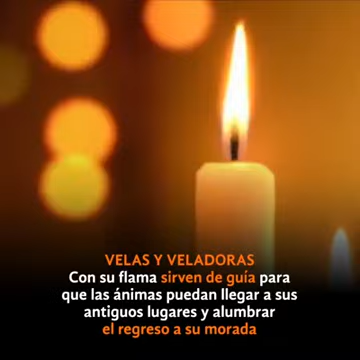 VELAS Y VELADORAS
Con su flama sirven de guía para
que las ánimas puedan llegar a sus
antiguos lugares y alumbrar
el regreso a su morada